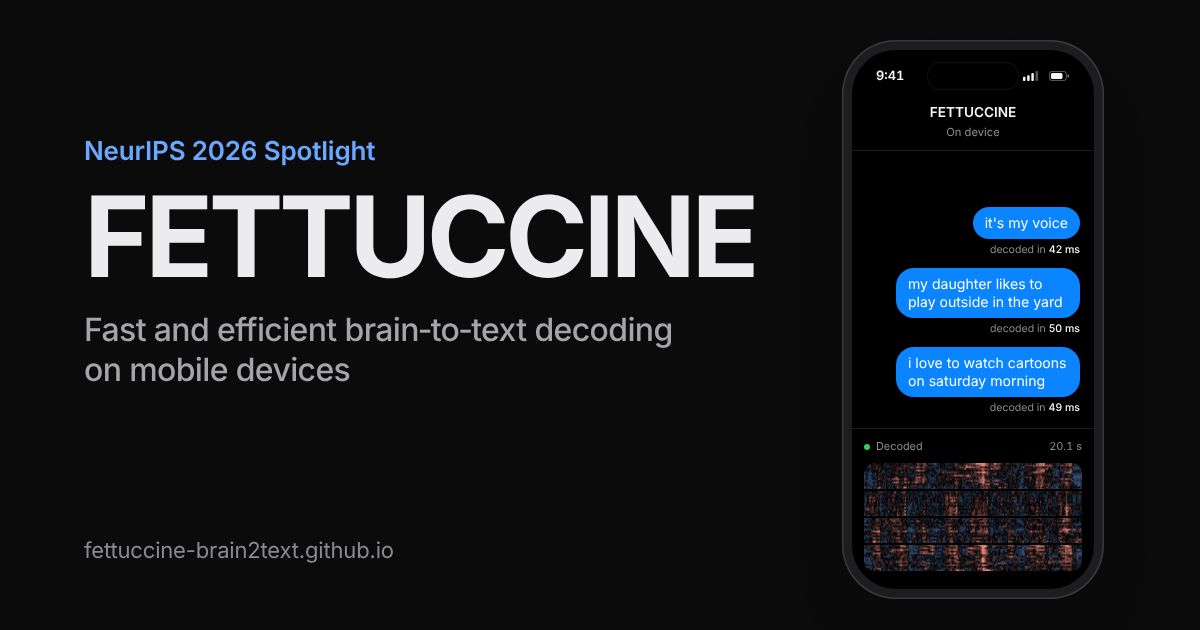 NeurIPS 2026 Spotlight
FETTUCCINE
Fast and efficient brain-to-text decoding
on mobile devices
fettuccine-brain2text.github.io
9:41
FETTUCCINE
On device
it's my voice
decoded in 42 ms
my daughter likes to
play outside in the yard
decoded in 50 ms
i love to watch cartoons
on saturday morning
decoded in 49 ms
Decoded 20.1 s